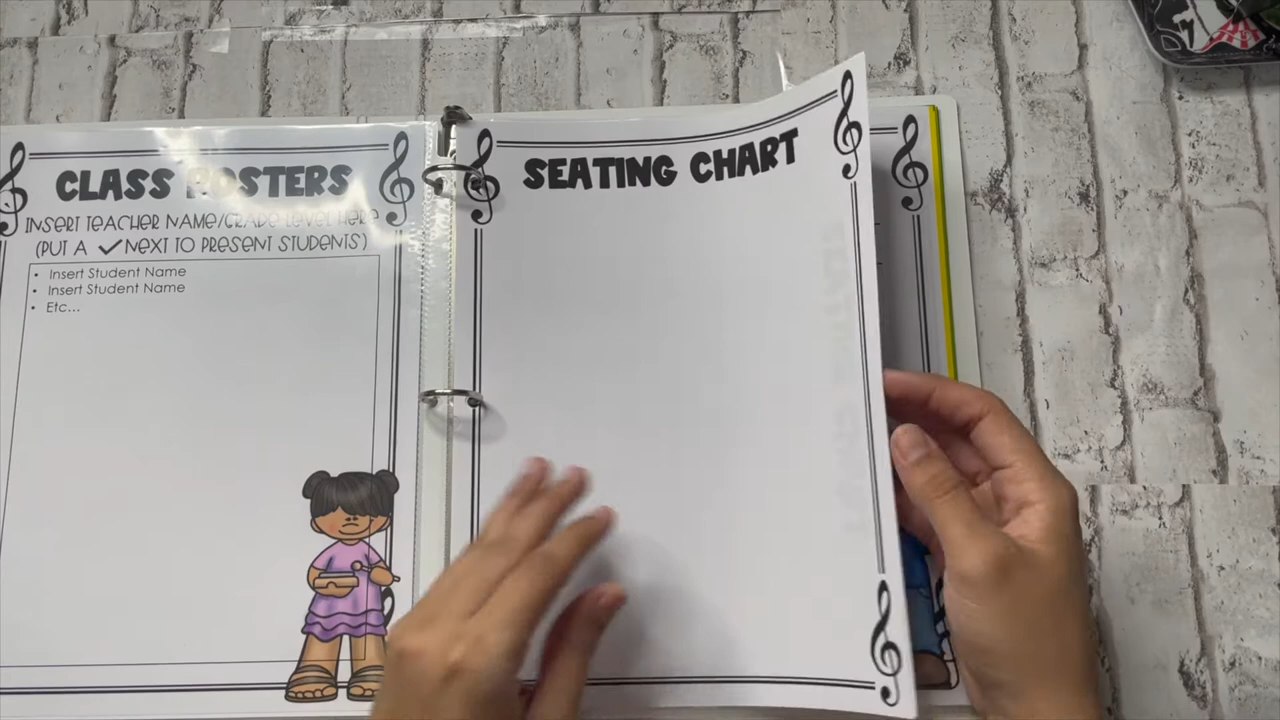 CLASS ROSTERS
INSERT TEACHER NAME/GRADE LEVEL HERE
(PUT A ✓ NEXT TO PRESENT STUDENTS)
• Insert Student Name
• Insert Student Name
• Etc...
SEATING CHART